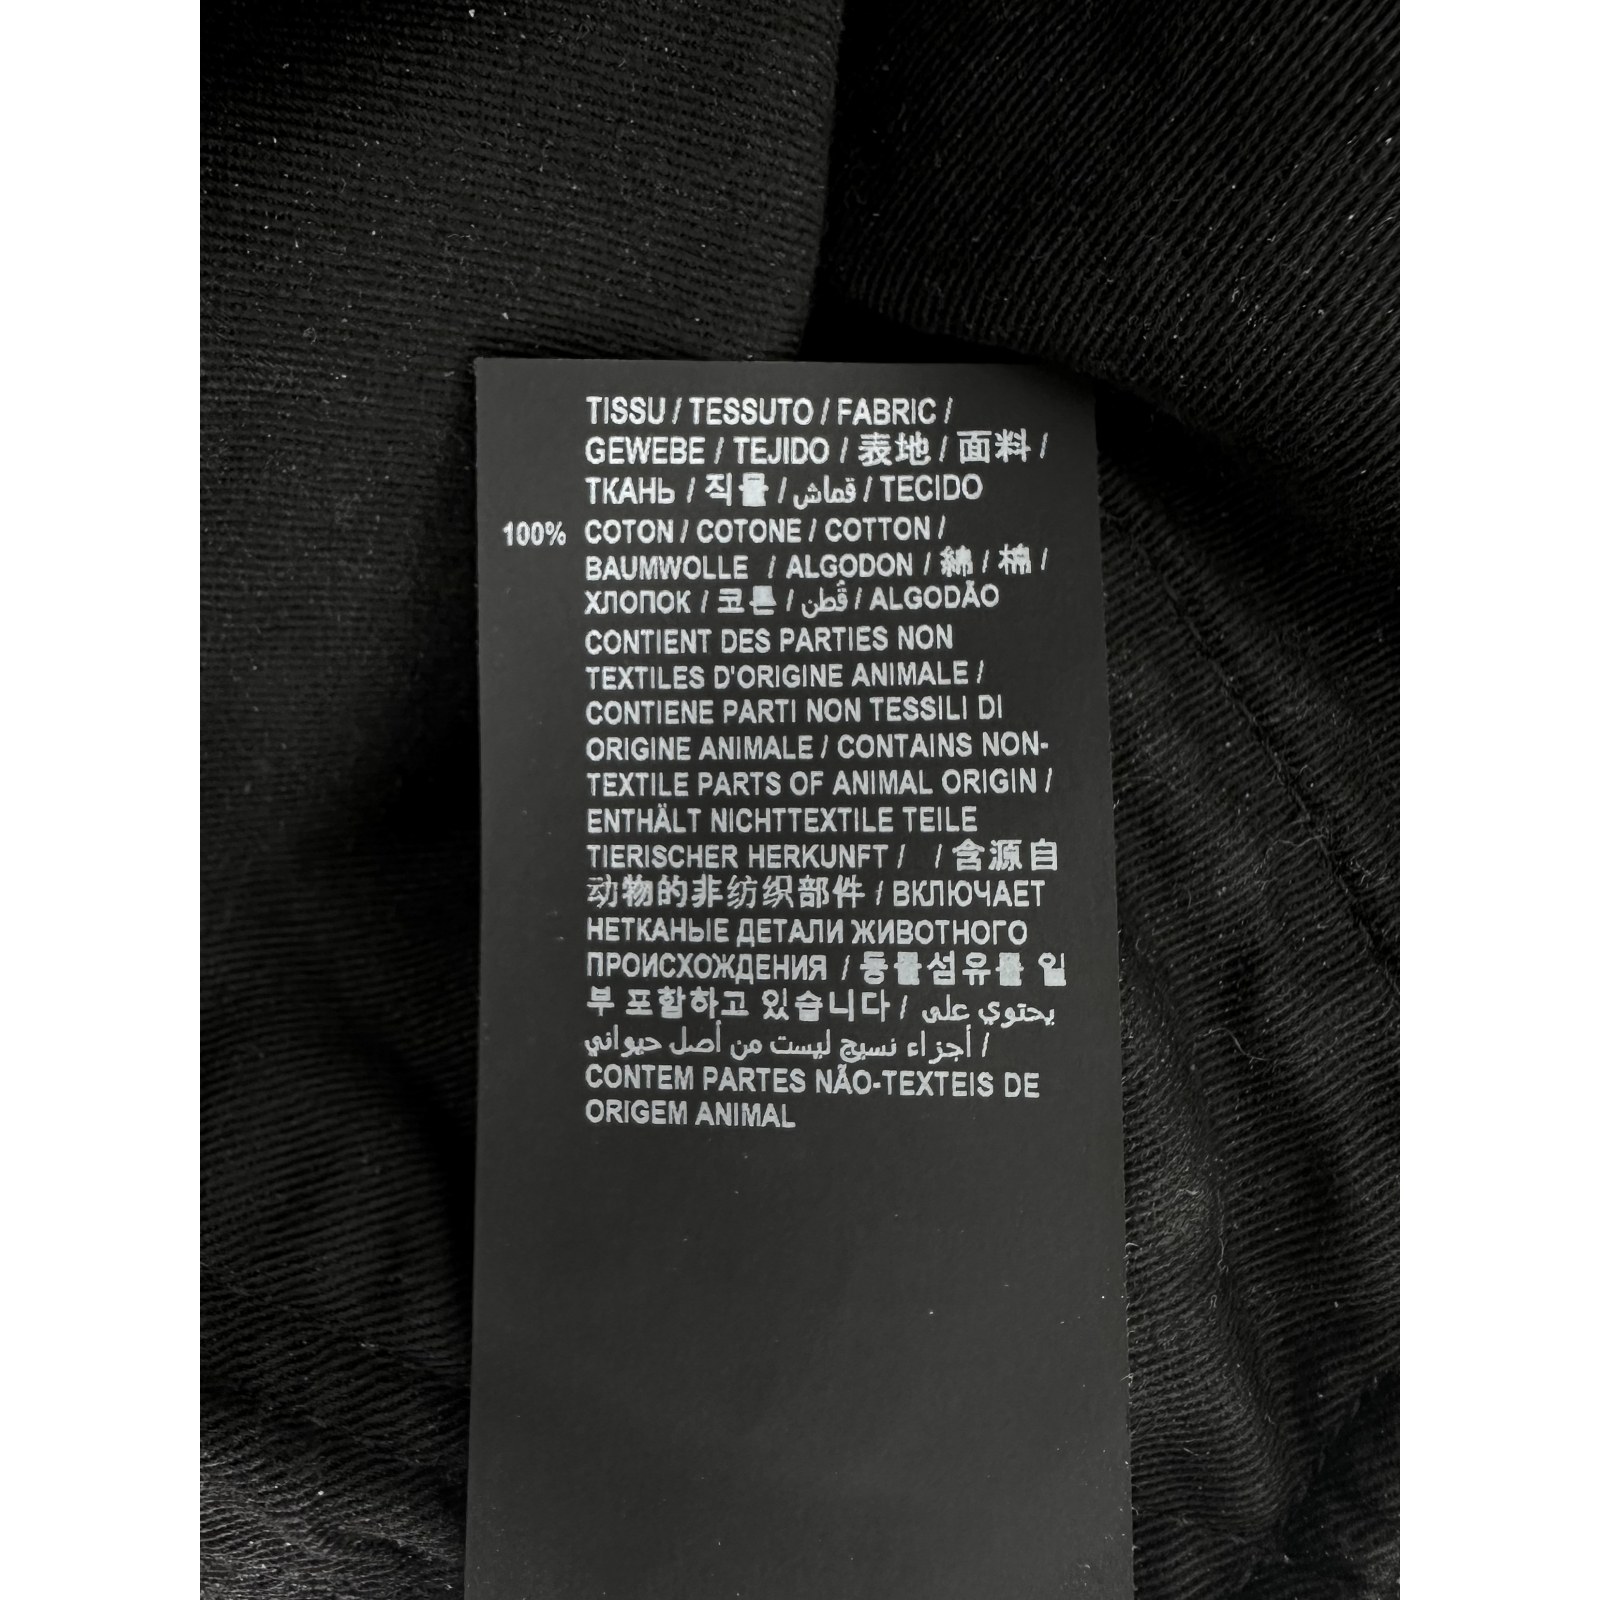 TISSU / TESSUTO / FABRIC /
GEWEBE / TEJIDO / 表地 / 面料 /
ТКАНЬ / 직물 / قماش / TECIDO
100% COTON / COTONE / COTTON /
BAUMWOLLE / ALGODON / 綿 / 棉 /
ХЛОПОК / 코튼 / قُطن / ALGODÃO
CONTIENT DES PARTIES NON
TEXTILES D'ORIGINE ANIMALE /
CONTIENE PARTI NON TESSILI DI
ORIGINE ANIMALE / CONTAINS NON-
TEXTILE PARTS OF ANIMAL ORIGIN /
ENTHÄLT NICHTTEXTILE TEILE
TIERISCHER HERKUNFT / / 含源自
动物的非纺织部件 / ВКЛЮЧАЕТ
НЕТКАНЫЕ ДЕТАЛИ ЖИВОТНОГО
ПРОИСХОЖДЕНИЯ / 동물섬유를 일
부 포함하고 있습니다 / يحتوي على
أجزاء نسيج ليست من أصل حيواني /
CONTEM PARTES NÃO-TEXTEIS DE
ORIGEM ANIMAL